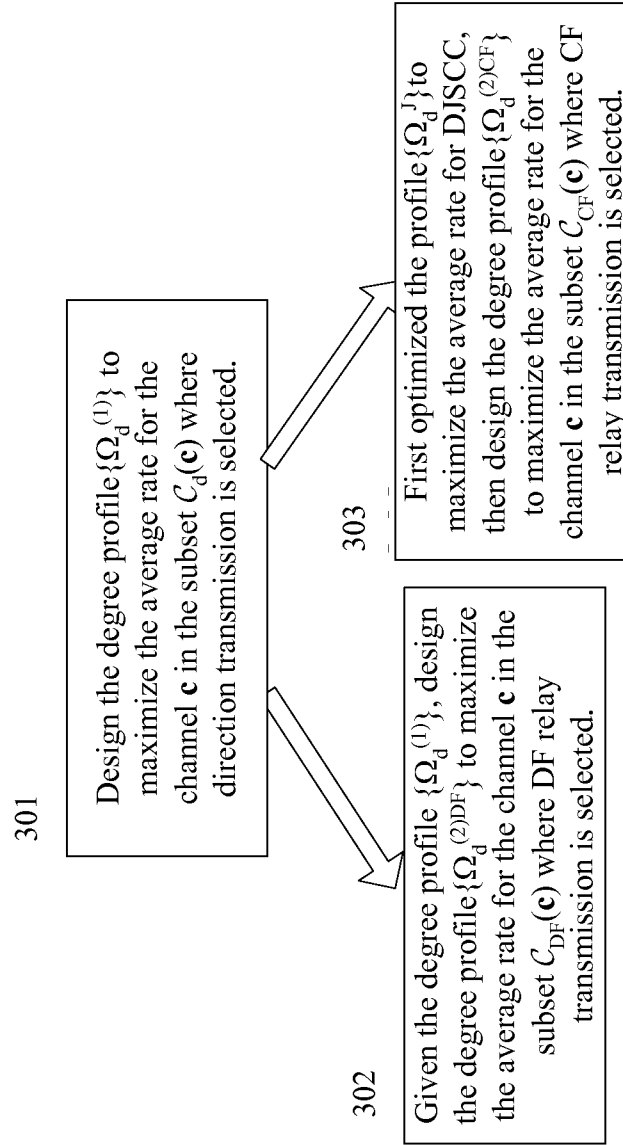 301
Design the degree profile{Ω_d^(1)} to
maximize the average rate for the
channel c in the subset 𝒞_d(c) where
direction transmission is selected.
302
Given the degree profile {Ω_d^(1)}, design
the degree profile{Ω_d^(2)DF} to maximize
the average rate for the channel c in the
subset 𝒞_DF(c) where DF relay
transmission is selected.
303
First optimized the profile{Ω_d^J}to
maximize the average rate for DJSCC,
then design the degree profile{Ω_d^(2)CF}
to maximize the average rate for the
channel c in the subset 𝒞_CF(c) where CF
relay transmission is selected.